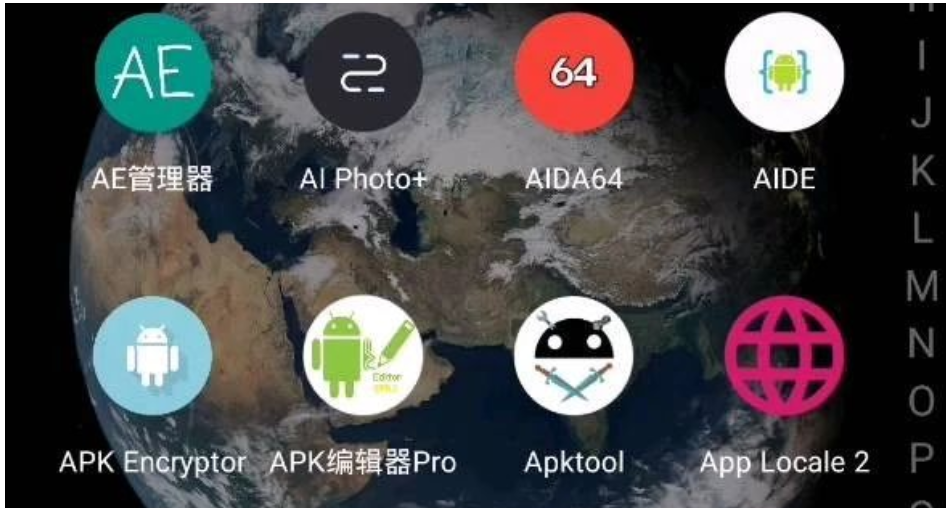 AE
64
AE管理器
AI Photo+
AIDA64
AIDE
Editor
APK Encryptor
APK编辑器Pro
Apktool
App Locale 2
I
J
K
L
M
N
O
P